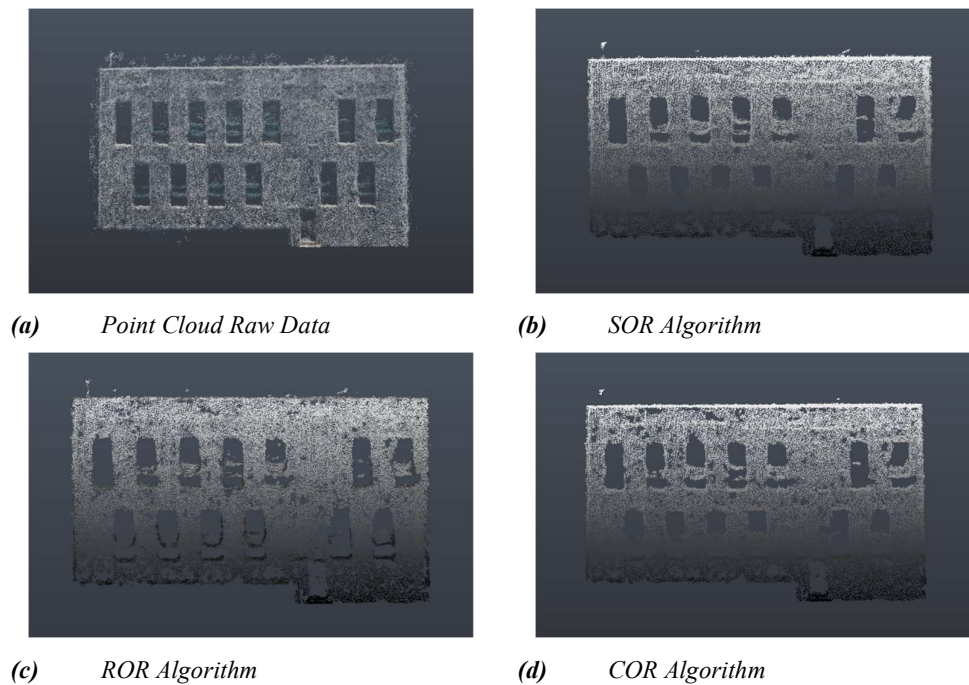 (a) Point Cloud Raw Data
(b) SOR Algorithm
(c) ROR Algorithm
(d) COR Algorithm